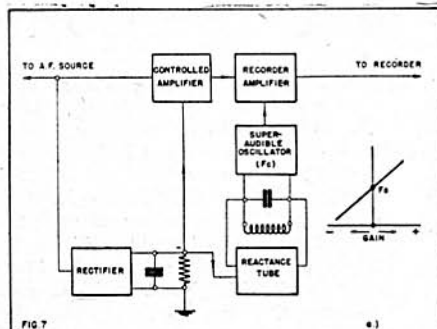 TO A.F. SOURCE
CONTROLLED
AMPLIFIER
RECORDER
AMPLIFIER
TO RECORDER
SUPER-
AUDIBLE
OSCILLATOR
(Fc)
Fc
- GAIN +
RECTIFIER
-
REACTANCE
TUBE
FIG. 7
e.)